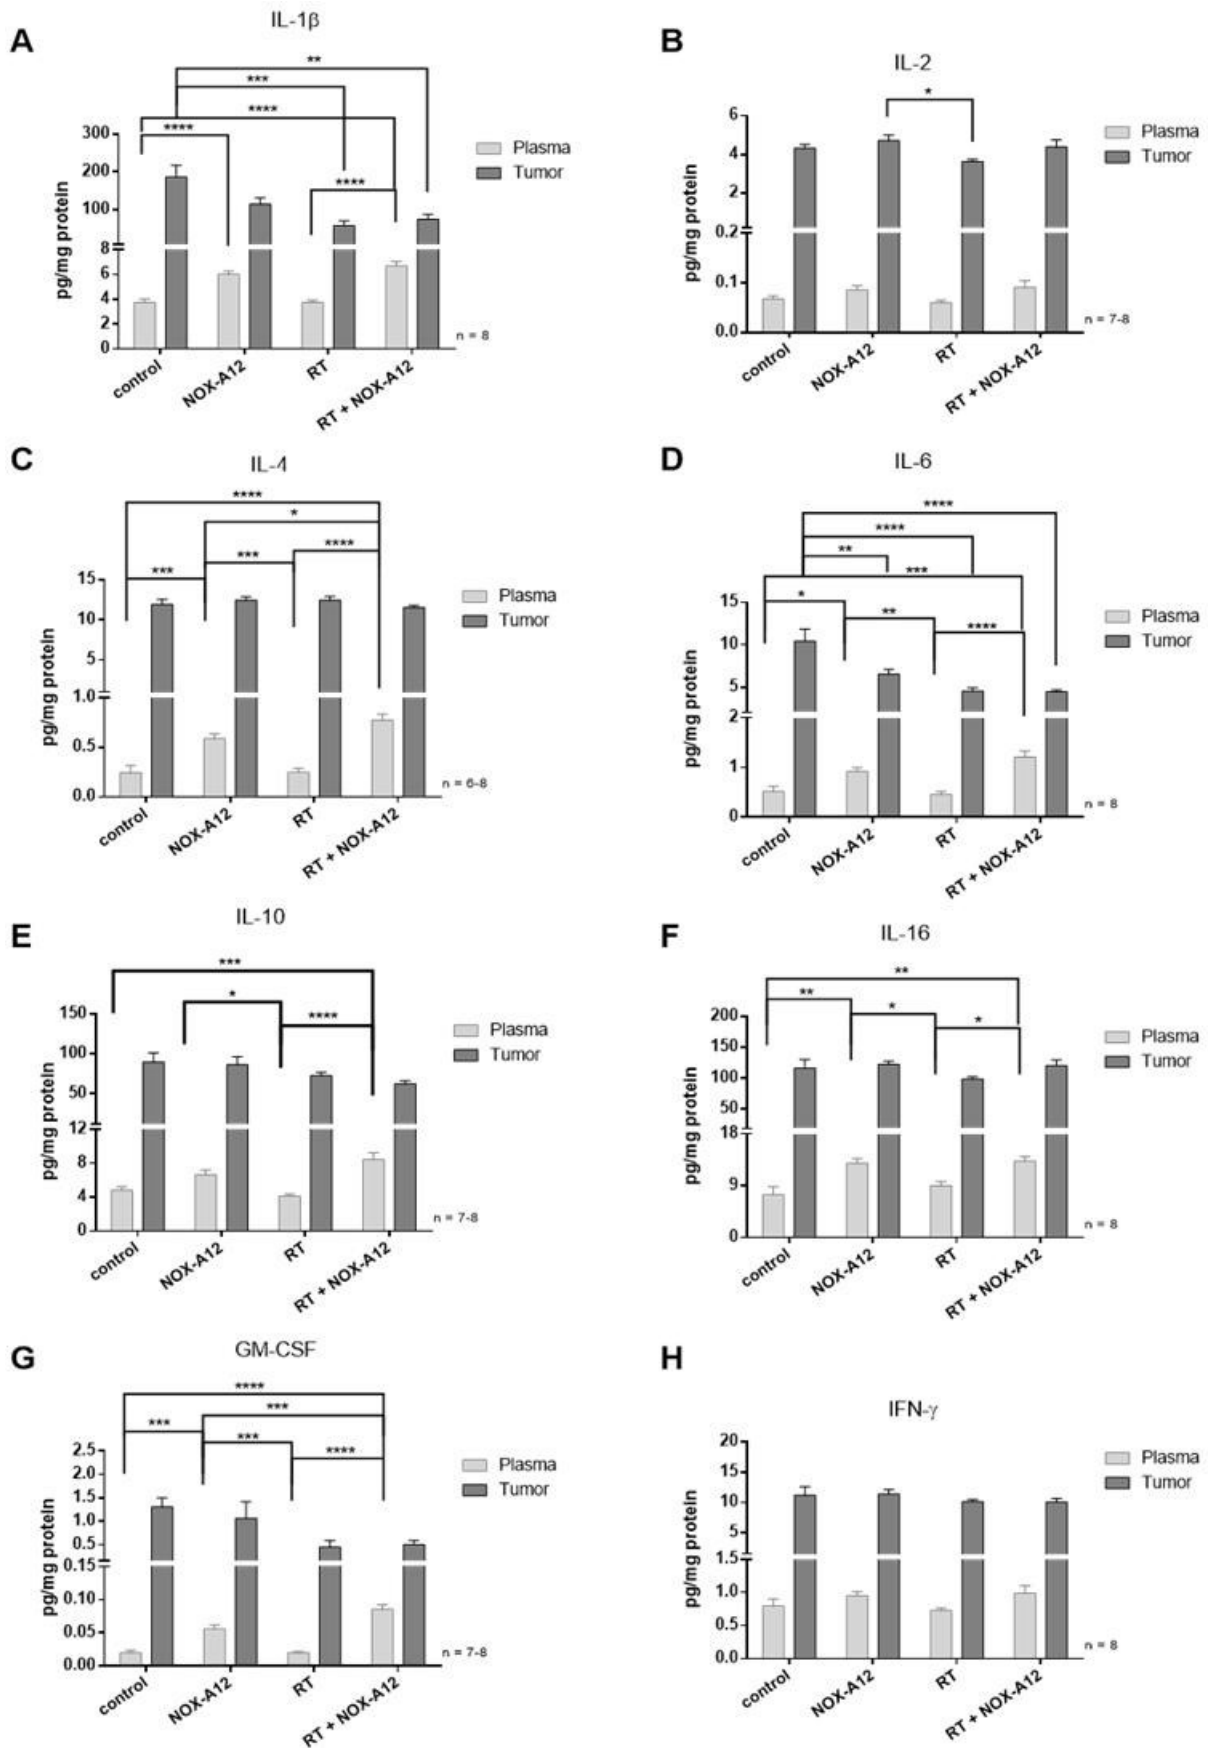 A
IL-1β
**
***
****
****
****
300
200
100
8
6
4
2
0
pg/mg protein
Plasma
Tumor
n = 8
control
NOX-A12
RT
RT + NOX-A12
B
IL-2
*
6
4
2
0.2
0.1
0.0
pg/mg protein
Plasma
Tumor
n = 7-8
control
NOX-A12
RT
RT + NOX-A12
C
IL-4
****
*
****
***
***
15
10
5
1.0
0.5
0.0
pg/mg protein
Plasma
Tumor
n = 6-8
control
NOX-A12
RT
RT + NOX-A12
D
IL-6
****
****
**
***
*
**
****
15
10
5
2
1
0
pg/mg protein
Plasma
Tumor
n = 8
control
NOX-A12
RT
RT + NOX-A12
E
IL-10
***
*
****
150
100
50
12
8
4
0
pg/mg protein
Plasma
Tumor
n = 7-8
control
NOX-A12
RT
RT + NOX-A12
F
IL-16
**
**
*
*
200
150
100
50
18
9
0
pg/mg protein
Plasma
Tumor
n = 8
control
NOX-A12
RT
RT + NOX-A12
G
GM-CSF
****
***
***
***
****
2.5
2.0
1.5
1.0
0.5
0.15
0.10
0.05
0.00
pg/mg protein
Plasma
Tumor
n = 7-8
control
NOX-A12
RT
RT + NOX-A12
H
IFN-γ
20
15
10
5
1.5
1.0
0.5
0.0
pg/mg protein
Plasma
Tumor
n = 8
control
NOX-A12
RT
RT + NOX-A12